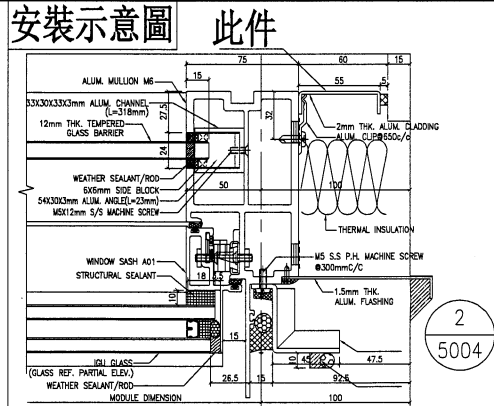 安裝示意圖
此件
75
60
15
15
55
5
ALUM. MULLION M6
33X30X33X3mm ALUM. CHANNEL
(L=318mm)
27.5
32
12mm THK. TEMPERED
GLASS BARRIER
24
2mm THK. ALUM. CLADDING
ALUM. CLIP@650c/c
WEATHER SEALANT/ROD
6X6mm SIDE BLOCK
54X30X3mm ALUM. ANGLE(L=23mm)
M5X12mm S/S MACHINE SCREW
50
100
THERMAL INSULATION
WINDOW SASH A01
STRUCTURAL SEALANT
18
M5 S.S P.H. MACHINE SCREW
@300mmC/C
10
1.5mm THK.
ALUM. FLASHING
2
5004
15
IGU GLASS
(GLASS REF. PARTIAL ELEV.)
WEATHER SEALANT/ROD
10
45
47.5
26.5
15
92.5
MODULE DIMENSION
100